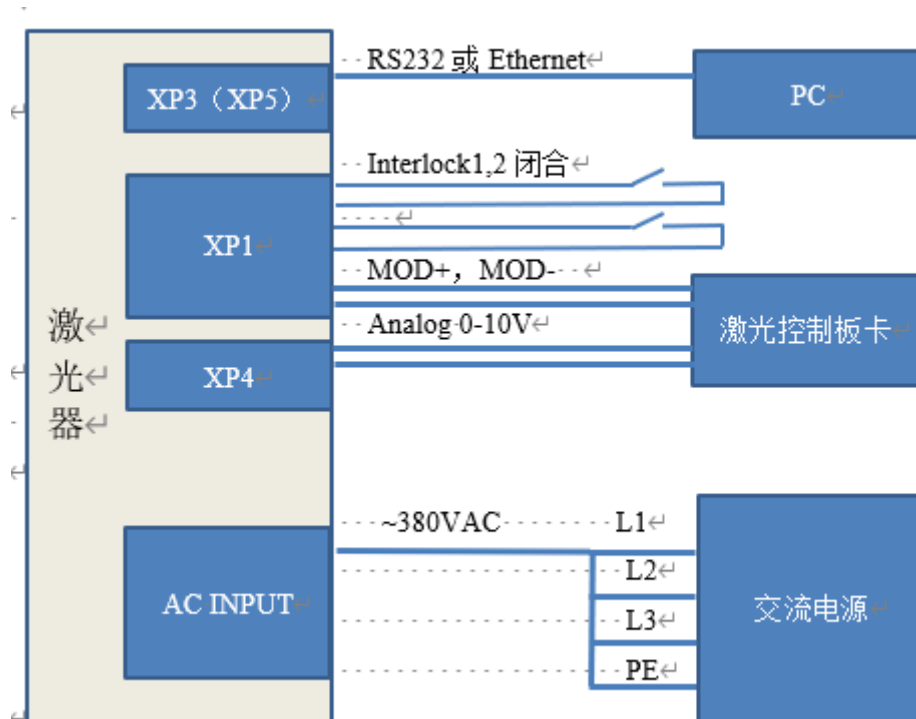 RS232 或 Ethernet
XP3（XP5）
PC
Interlock1,2 闭合
XP1
MOD+，MOD-
Analog 0-10V
激光控制板卡
激
光
器
XP4
~380VAC L1
L2
AC INPUT
交流电源
L3
PE